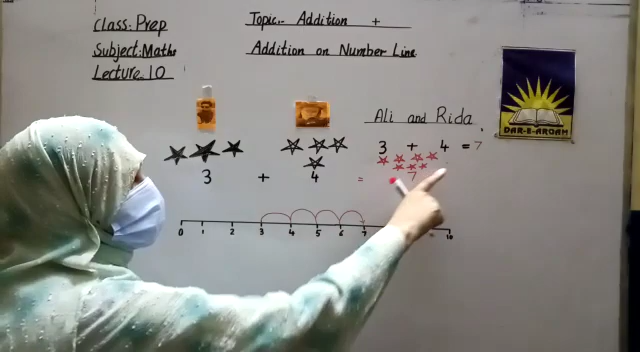 Class: Prep
Subject: Maths
Lecture. 10
Topic:- Addition +
Addition on Number Line
Ali and Rida
3 + 4 = 7
3 + 4 = 7
0 1 2 3 4 5 6 7 10
DAR-E-ARQAM